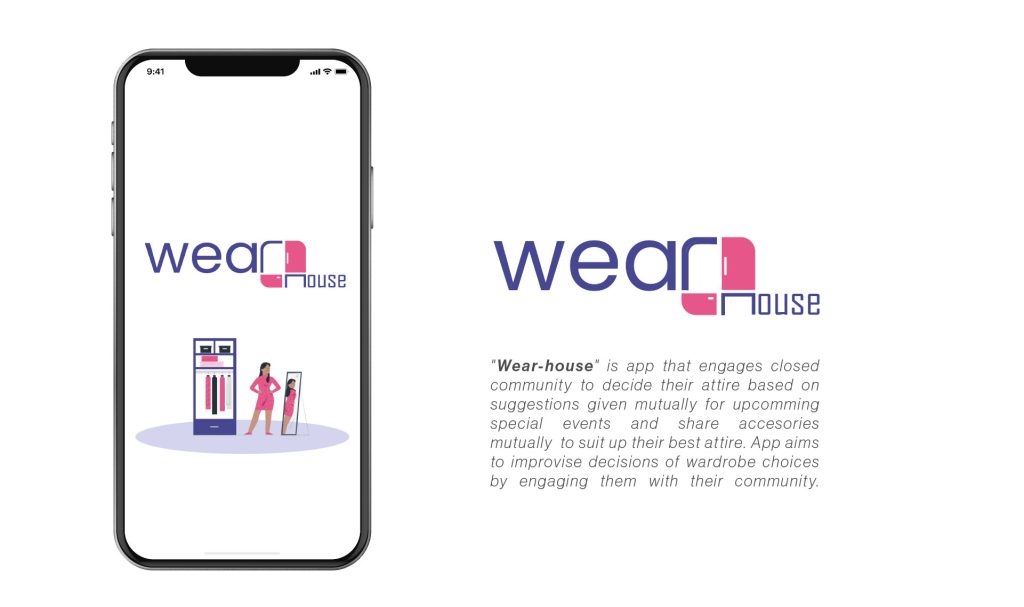 9:41
wear
house
wear
house
"Wear-house" is app that engages closed
community to decide their attire based on
suggestions given mutually for upcomming
special events and share accesories
mutually to suit up their best attire. App aims
to improvise decisions of wardrobe choices
by engaging them with their community.